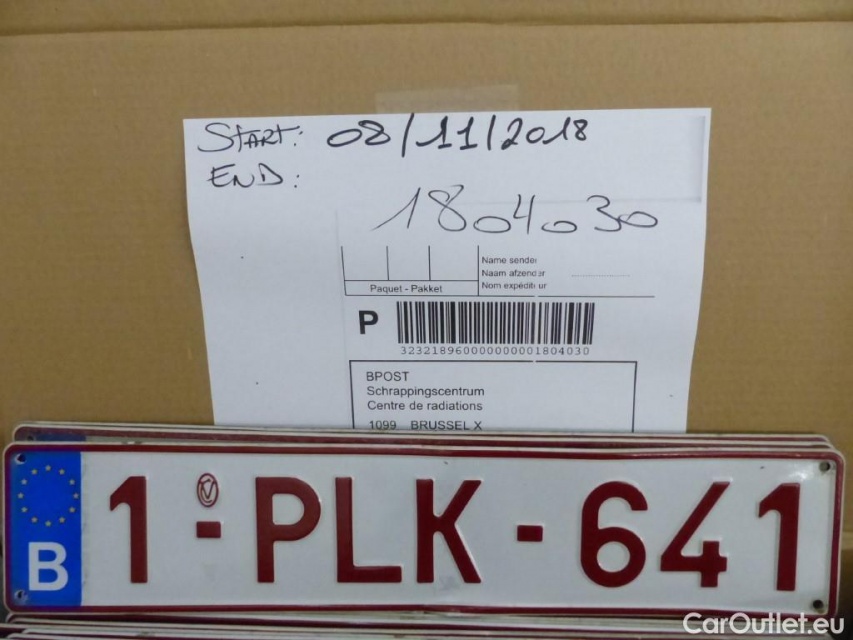 START: 08/11/2018
END:
1804030
Name sender
Naam afzender
Paquet - Pakket
Nom expéditeur
P
323218960000000001804030
BPOST
Schrappingscentrum
Centre de radiations
1099 BRUSSEL X
B 1-PLK-641
CarOutlet.eu